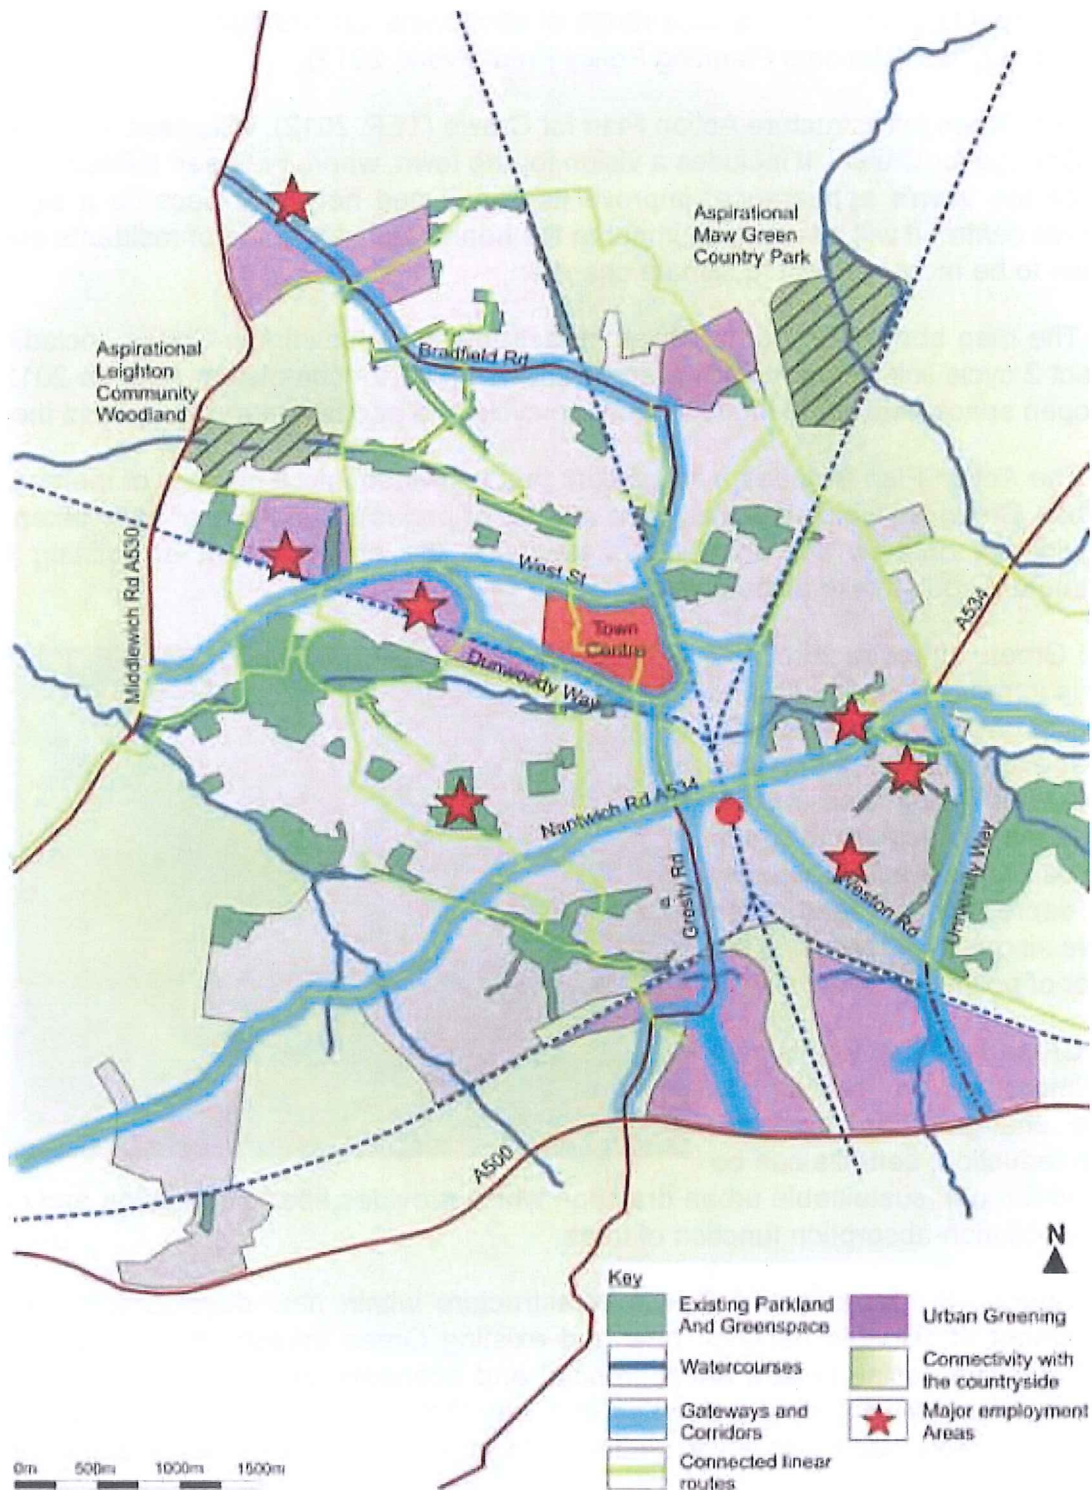 Aspirational
Maw Green
Country Park
Aspirational
Leighton
Community
Woodland
Bradfield Rd
Middlewich Rd A530
West St
Town
Centre
Dunwoody Way
A534
Nantwich Rd A534
Gresty Rd
Weston Rd
University Way
A500
N
Key
Existing Parkland
And Greenspace
Watercourses
Gateways and
Corridors
Connected linear
routes
Urban Greening
Connectivity with
the countryside
Major employment
Areas
0m 500m 1000m 1500m